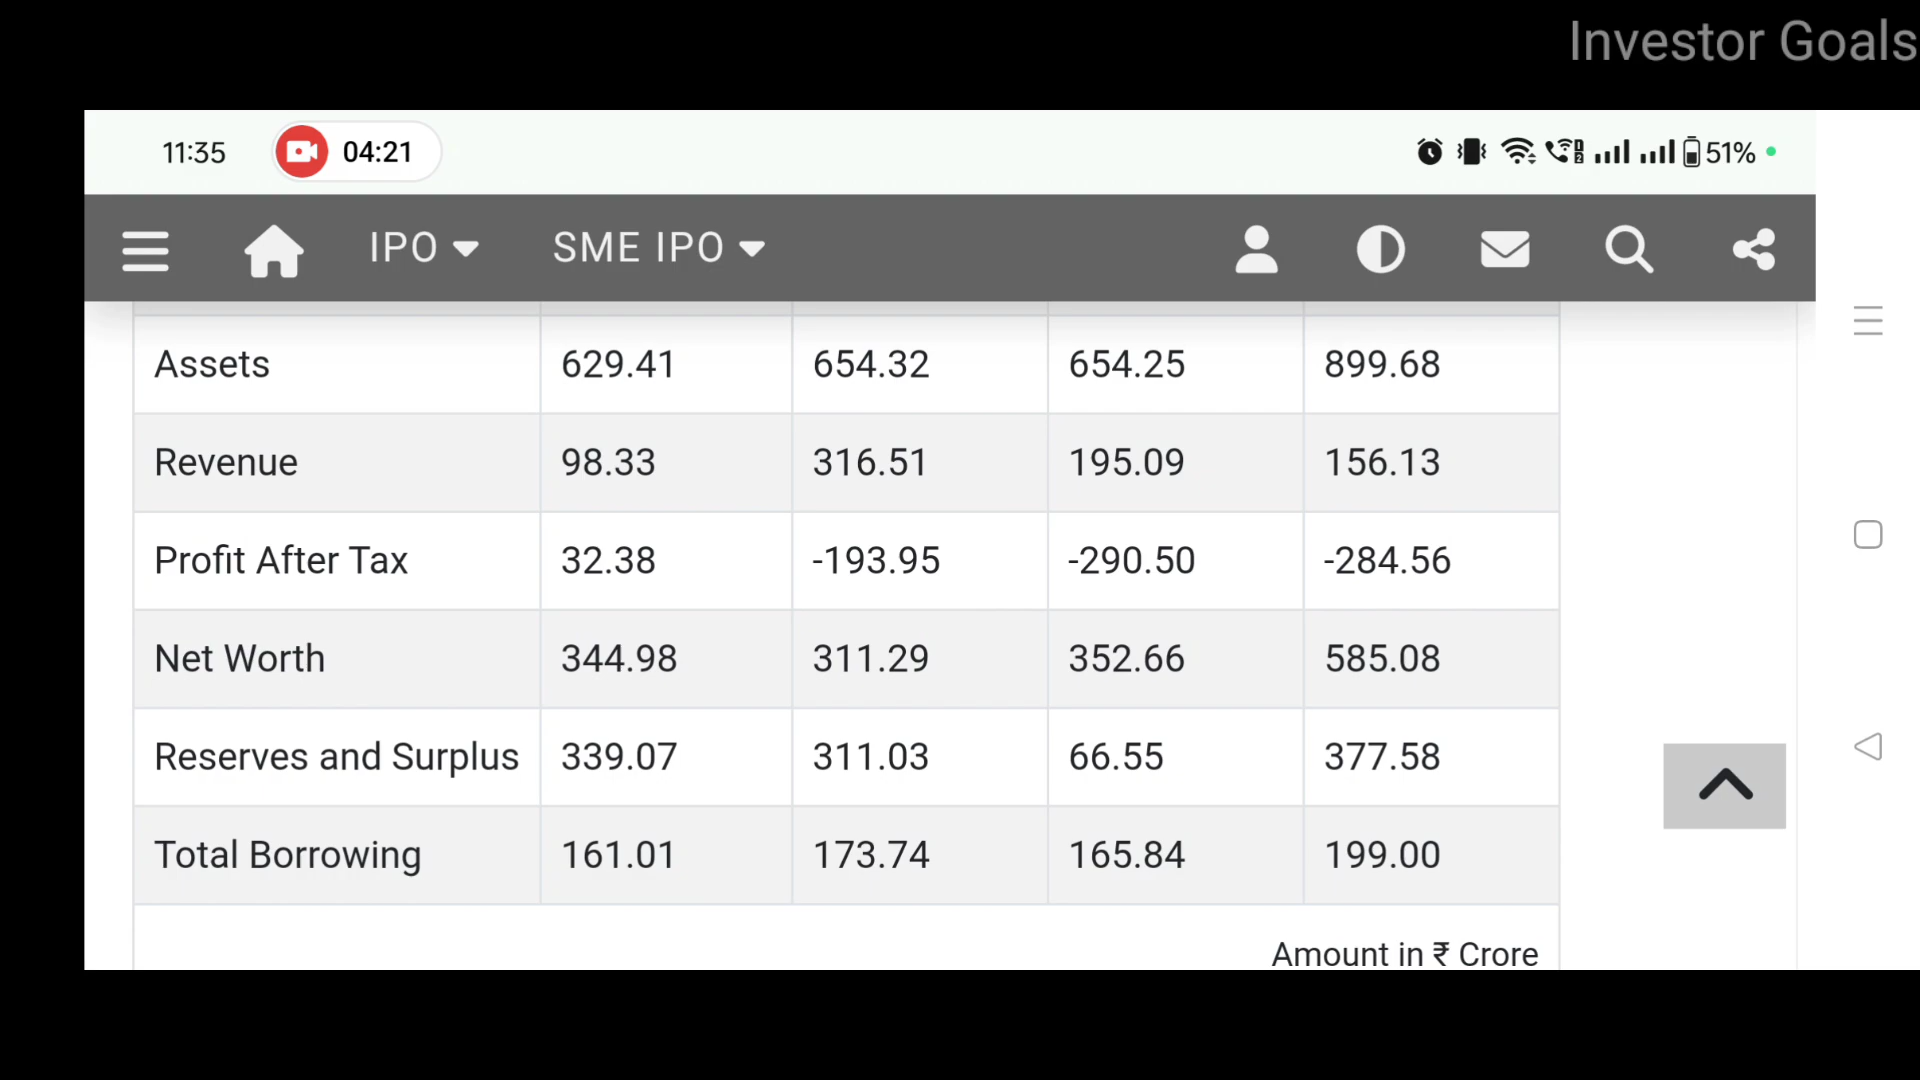 Investor Goals
11:35 04:21 51%
IPO SME IPO
Assets 629.41 654.32 654.25 899.68
Revenue 98.33 316.51 195.09 156.13
Profit After Tax 32.38 -193.95 -290.50 -284.56
Net Worth 344.98 311.29 352.66 585.08
Reserves and Surplus 339.07 311.03 66.55 377.58
Total Borrowing 161.01 173.74 165.84 199.00
Amount in ₹ Crore